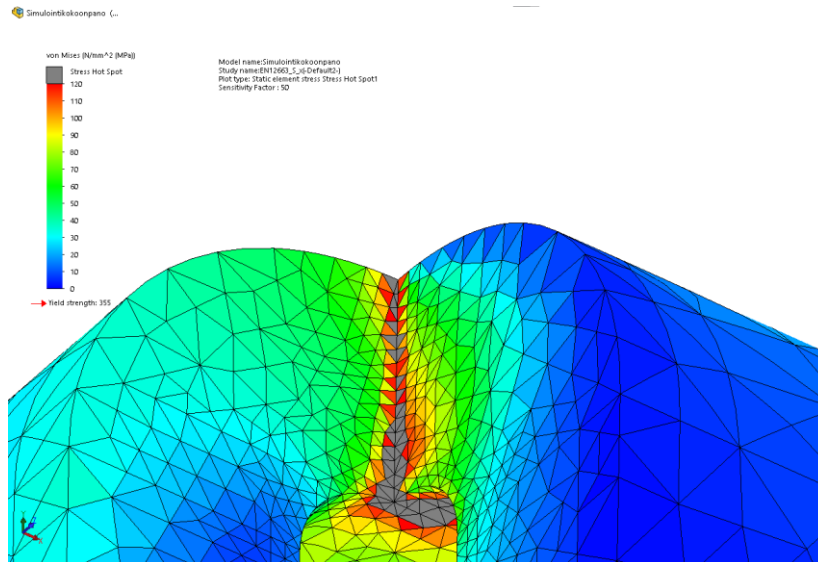 Simulointikokoonpano (...
von Mises (N/mm^2 (MPa))
Stress Hot Spot
120
110
100
90
80
70
60
50
40
30
20
10
0
Yield strength: 355
Model name:Simulointikokoonpano
Study name:EN12663_S_x(-Default2-)
Plot type: Static element stress Stress Hot Spot1
Sensitivity Factor : 50
Y
Z
X